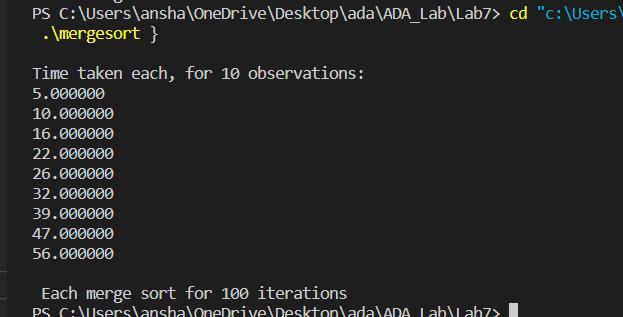 PS C:\Users\ansha\OneDrive\Desktop\ada\ADA_Lab\Lab7> cd "c:\Users\
.\mergesort }
Time taken each, for 10 observations:
5.000000
10.000000
16.000000
22.000000
26.000000
32.000000
39.000000
47.000000
56.000000
Each merge sort for 100 iterations
PS C:\Users\ansha\OneDrive\Desktop\ada\ADA_Lab\Lab7>